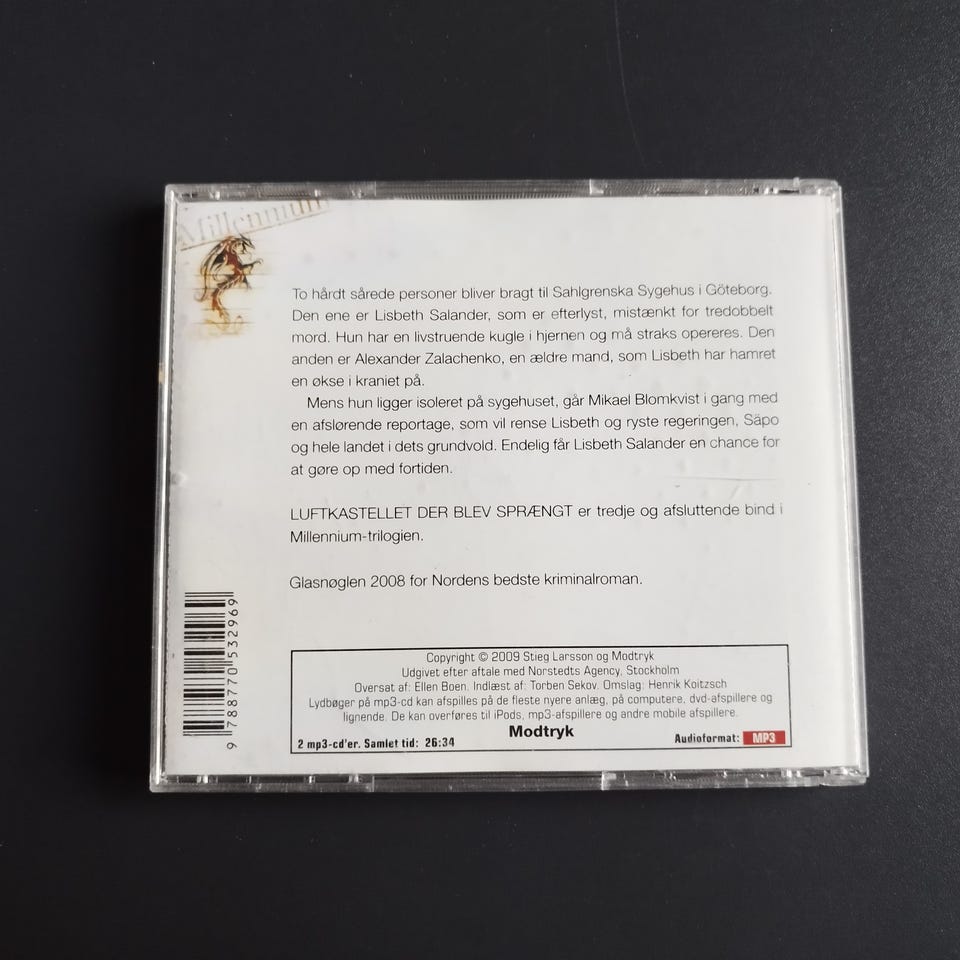 Millennium
To hårdt sårede personer bliver bragt til Sahlgrenska Sygehus i Göteborg.
Den ene er Lisbeth Salander, som er efterlyst, mistænkt for tredobbelt
mord. Hun har en livstruende kugle i hjernen og må straks opereres. Den
anden er Alexander Zalachenko, en ældre mand, som Lisbeth har hamret
en økse i kraniet på.
Mens hun ligger isoleret på sygehuset, går Mikael Blomkvist i gang med
en afslørende reportage, som vil rense Lisbeth og ryste regeringen, Säpo
og hele landet i dets grundvold. Endelig får Lisbeth Salander en chance for
at gøre op med fortiden.
LUFTKASTELLET DER BLEV SPRÆNGT er tredje og afsluttende bind i
Millennium-trilogien.
Glasnøglen 2008 for Nordens bedste kriminalroman.
9 788770 532969
Copyright © 2009 Stieg Larsson og Modtryk
Udgivet efter aftale med Norstedts Agency, Stockholm
Oversat af: Ellen Boen. Indlæst af: Torben Sekov. Omslag: Henrik Koitzsch
Lydbøger på mp3-cd kan afspilles på de fleste nyere anlæg, på computere, dvd-afspillere og
lignende. De kan overføres til iPods, mp3-afspillere og andre mobile afspillere.
2 mp3-cd'er. Samlet tid: 26:34 Modtryk Audioformat: MP3